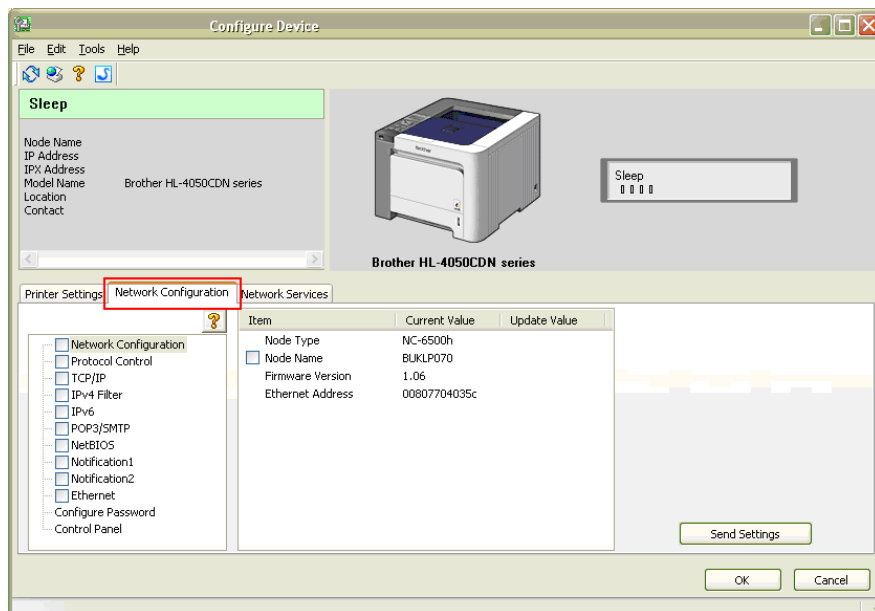 Configure Device
File Edit Tools Help
Sleep
Node Name
IP Address
IPX Address
Model Name Brother HL-4050CDN series
Location
Contact
brother
Sleep
Brother HL-4050CDN series
Printer Settings Network Configuration Network Services
Item Current Value Update Value
Network Configuration
Protocol Control
TCP/IP
IPv4 Filter
IPv6
POP3/SMTP
NetBIOS
Notification1
Notification2
Ethernet
Configure Password
Control Panel
Node Type NC-6500h
Node Name BUKLP070
Firmware Version 1.06
Ethernet Address 00807704035c
Send Settings
OK Cancel